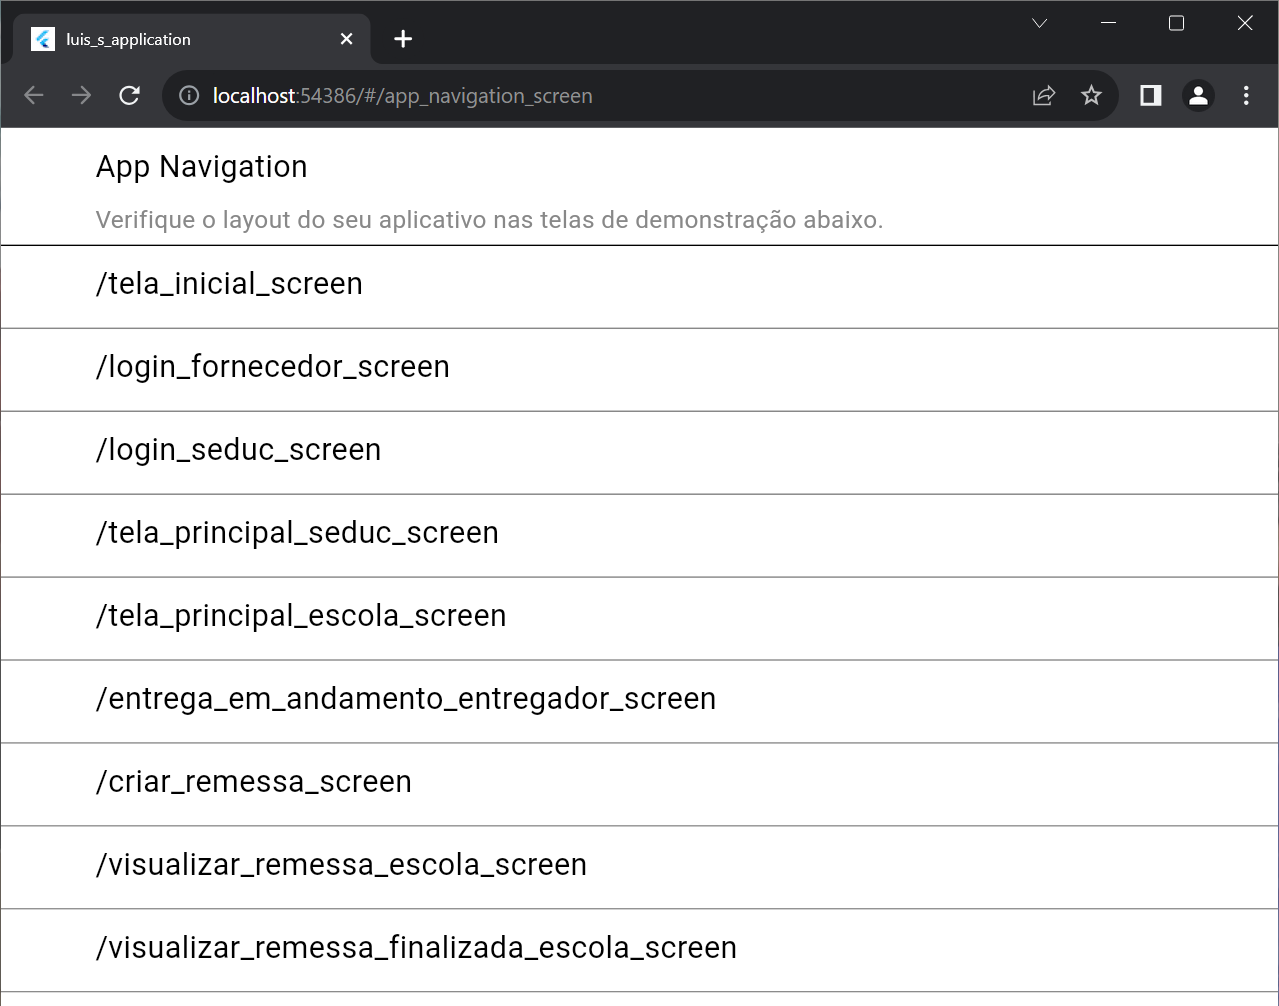 luis_s_application
localhost:54386/#/app_navigation_screen
App Navigation
Verifique o layout do seu aplicativo nas telas de demonstração abaixo.
/tela_inicial_screen
/login_fornecedor_screen
/login_seduc_screen
/tela_principal_seduc_screen
/tela_principal_escola_screen
/entrega_em_andamento_entregador_screen
/criar_remessa_screen
/visualizar_remessa_escola_screen
/visualizar_remessa_finalizada_escola_screen